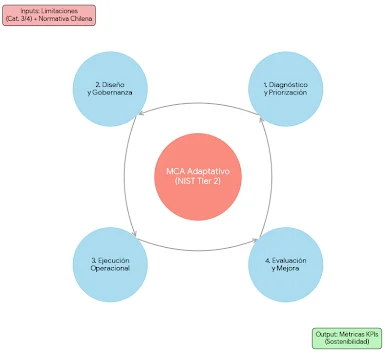 Inputs: Limitaciones
(Cat. 3/4) + Normativa Chilena
2. Diseño
y Gobernanza
1. Diagnóstico
y Priorización
MCA Adaptativo
(NIST Tier 2)
3. Ejecución
Operacional
4. Evaluación
y Mejora
Output: Métricas KPIs
(Sostenibilidad)